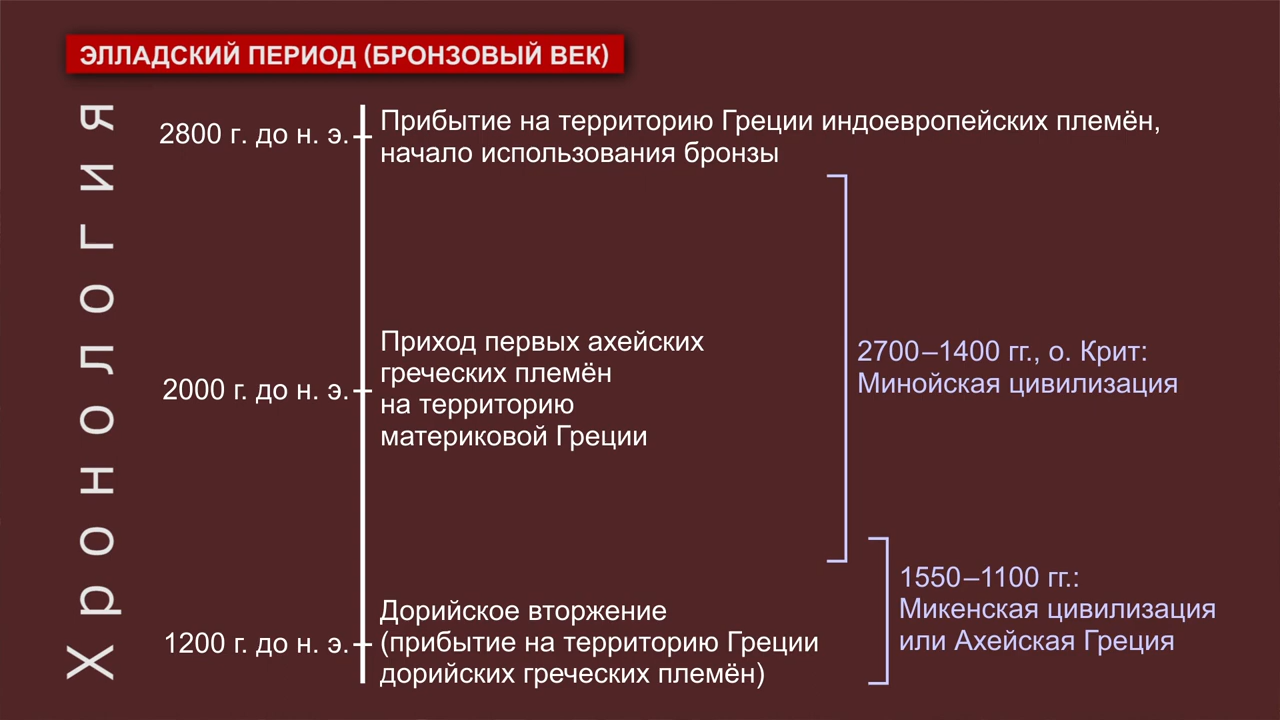 ЭЛЛАДСКИЙ ПЕРИОД (БРОНЗОВЫЙ ВЕК)
Хронология
2800 г. до н. э.
Прибытие на территорию Греции индоевропейских племён,
начало использования бронзы
2000 г. до н. э.
Приход первых ахейских
греческих племён
на территорию
материковой Греции
2700–1400 гг., о. Крит:
Минойская цивилизация
1200 г. до н. э.
Дорийское вторжение
(прибытие на территорию Греции
дорийских греческих племён)
1550–1100 гг.:
Микенская цивилизация
или Ахейская Греция